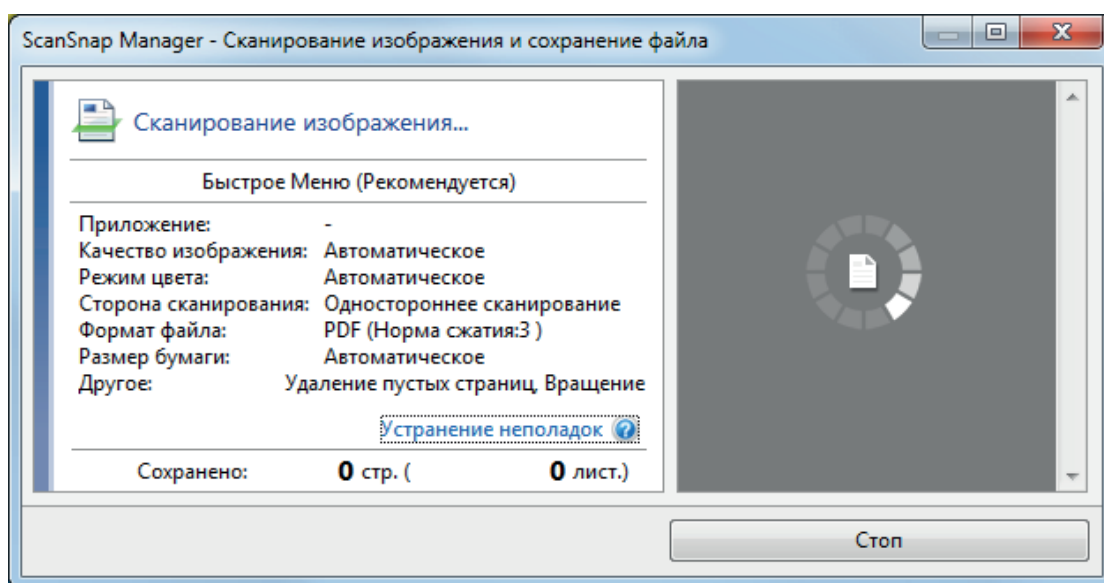 ScanSnap Manager - Сканирование изображения и сохранение файла
Сканирование изображения...
Быстрое Меню (Рекомендуется)
Приложение: -
Качество изображения: Автоматическое
Режим цвета: Автоматическое
Сторона сканирования: Одностороннее сканирование
Формат файла: PDF (Норма сжатия:3 )
Размер бумаги: Автоматическое
Другое: Удаление пустых страниц, Вращение
Устранение неполадок
Сохранено: 0 стр. ( 0 лист.)
Стоп